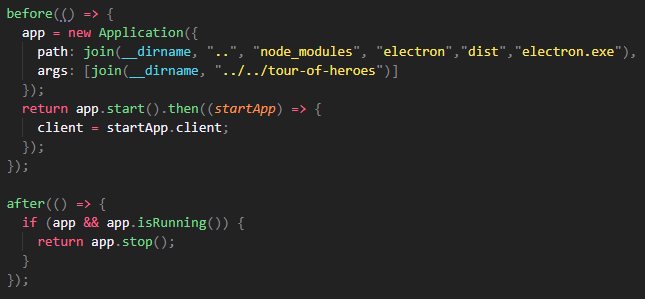 before(() => {
  app = new Application({
    path: join(__dirname, "..", "node_modules", "electron","dist","electron.exe"),
    args: [join(__dirname, "../../tour-of-heroes")]
  });
  return app.start().then((startApp) => {
    client = startApp.client;
  });
});

after(() => {
  if (app && app.isRunning()) {
    return app.stop();
  }
});